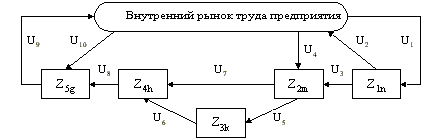 Внутренний рынок труда предприятия
U9 U10 U4 U2 U1
U8 U7 U3
Z5g Z4h Z2m Z1n
U6 Z3k U5